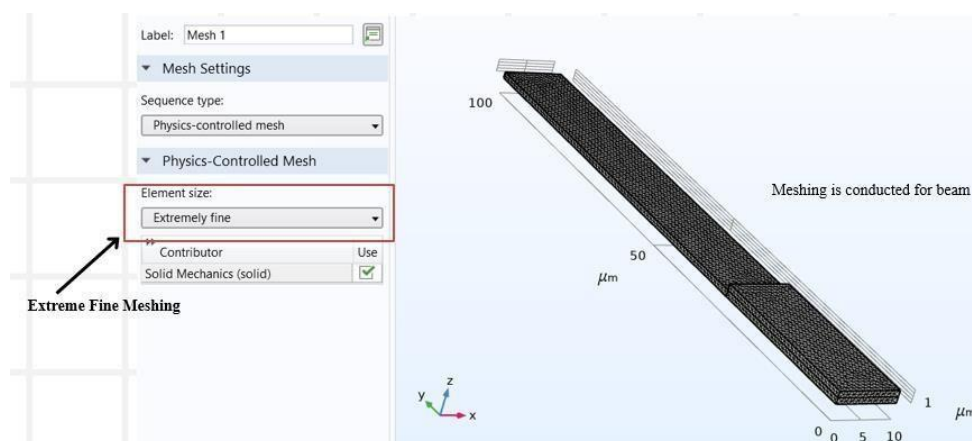 Label: Mesh 1
Mesh Settings
Sequence type:
Physics-controlled mesh
Physics-Controlled Mesh
Element size:
Extremely fine
Contributor Use
Solid Mechanics (solid)
Extreme Fine Meshing
100
Meshing is conducted for beam
50
μm
z
y
x
1
μm
0 0 5 10